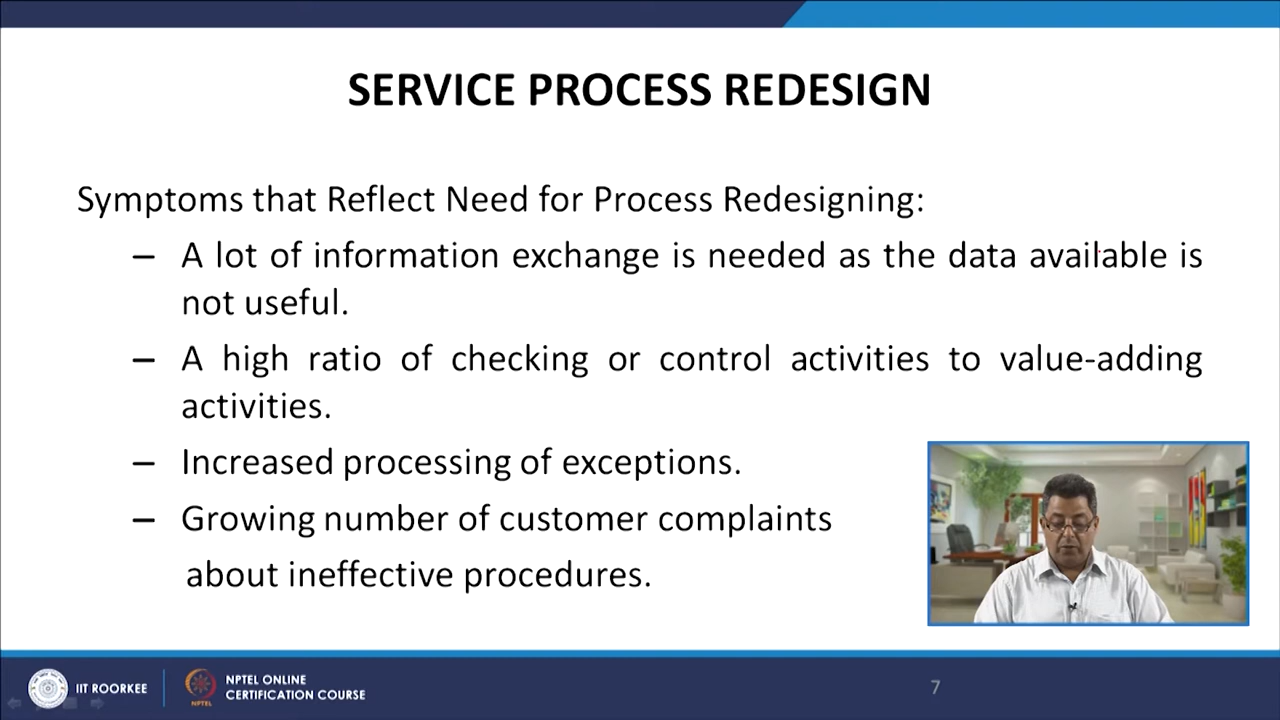 SERVICE PROCESS REDESIGN
Symptoms that Reflect Need for Process Redesigning:
– A lot of information exchange is needed as the data available is
not useful.
– A high ratio of checking or control activities to value-adding
activities.
– Increased processing of exceptions.
– Growing number of customer complaints
about ineffective procedures.
IIT ROORKEE
NPTEL ONLINE
CERTIFICATION COURSE
NPTEL
7